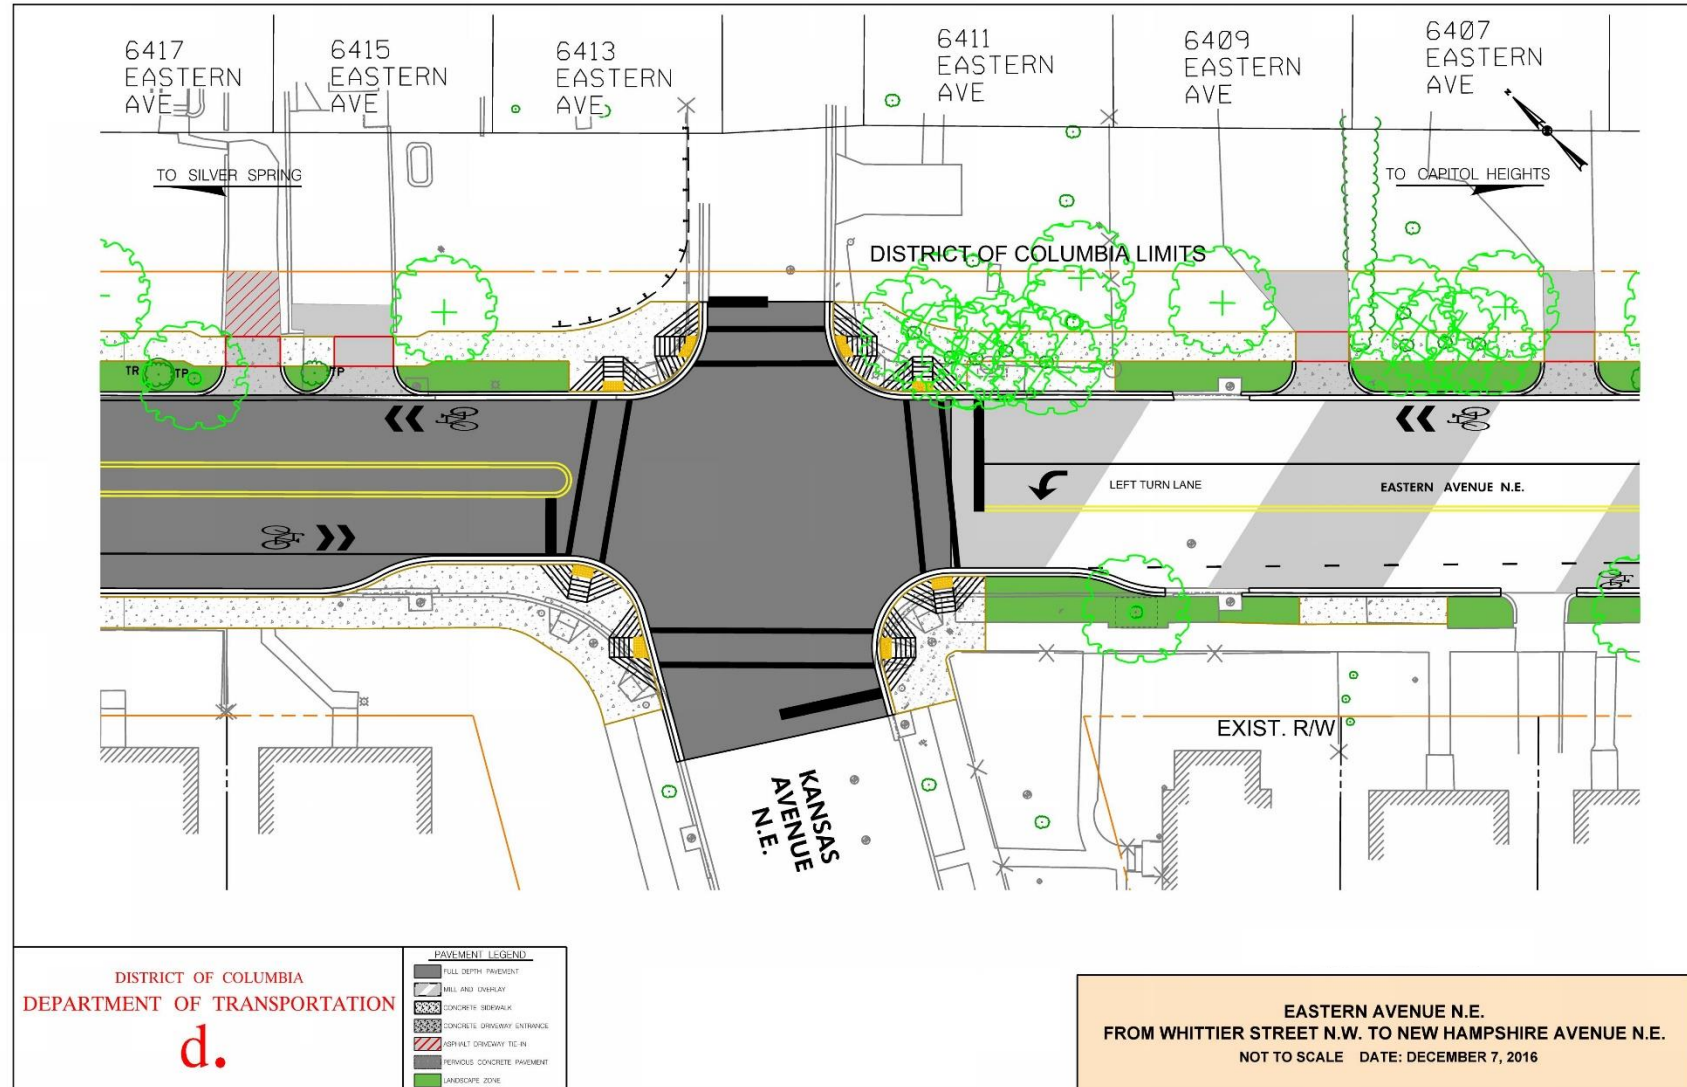 6417
EASTERN
AVE
6415
EASTERN
AVE
6413
EASTERN
AVE
6411
EASTERN
AVE
6409
EASTERN
AVE
6407
EASTERN
AVE
N
TO SILVER SPRING
TO CAPITOL HEIGHTS
DISTRICT OF COLUMBIA LIMITS
TR
TP
TP
LEFT TURN LANE
EASTERN AVENUE N.E.
EXIST. R/W
KANSAS
AVENUE
N.E.
DISTRICT OF COLUMBIA
DEPARTMENT OF TRANSPORTATION
d.
PAVEMENT LEGEND
FULL DEPTH PAVEMENT
MILL AND OVERLAY
CONCRETE SIDEWALK
CONCRETE DRIVEWAY ENTRANCE
ASPHALT DRIVEWAY TIE-IN
PERVIOUS CONCRETE PAVEMENT
LANDSCAPE ZONE
EASTERN AVENUE N.E.
FROM WHITTIER STREET N.W. TO NEW HAMPSHIRE AVENUE N.E.
NOT TO SCALE DATE: DECEMBER 7, 2016